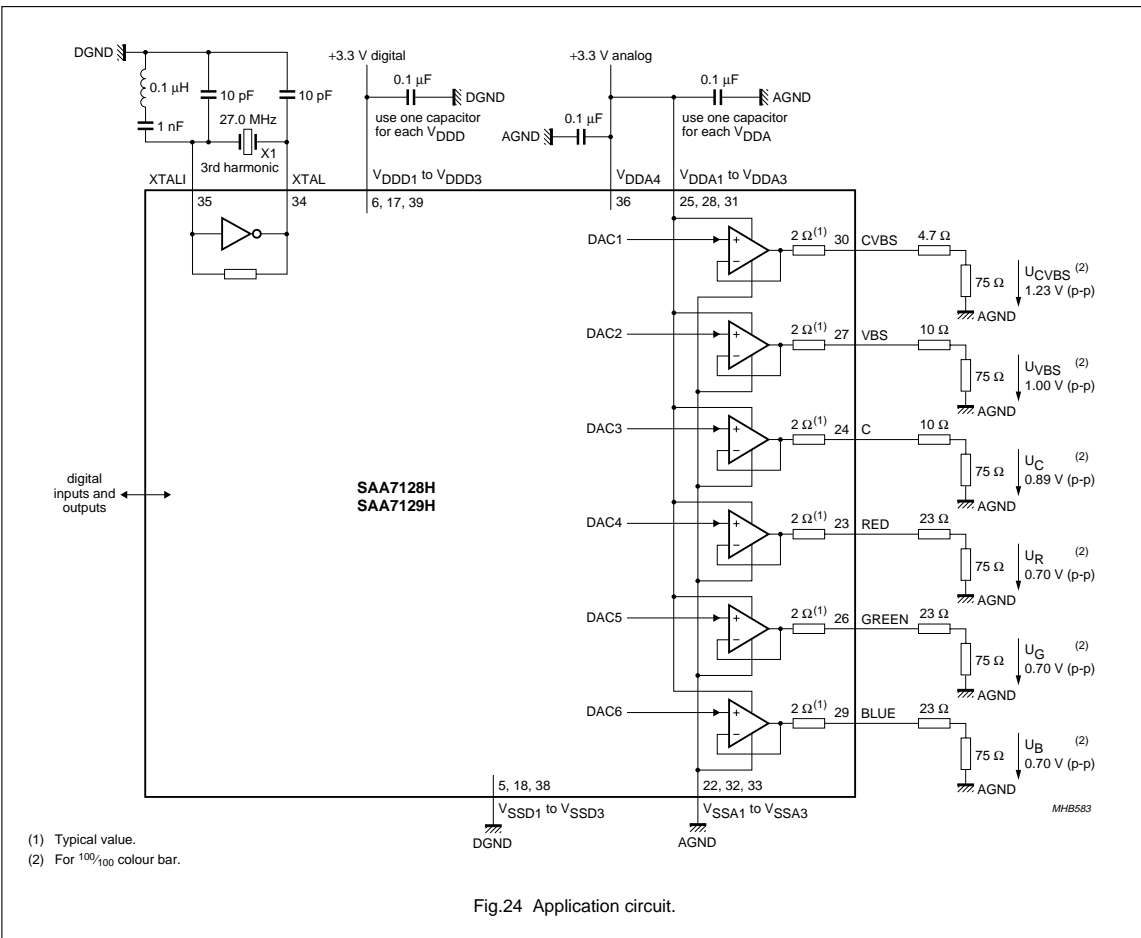 DGND
+3.3 V digital
+3.3 V analog
0.1 µH
10 pF
10 pF
0.1 µF
DGND
0.1 µF
AGND
use one capacitor
for each VDDD
use one capacitor
for each VDDA
1 nF
27.0 MHz
X1
3rd harmonic
AGND
0.1 µF
XTALI
XTAL
VDDD1 to VDDD3
VDDA4
VDDA1 to VDDA3
35
34
6, 17, 39
36
25, 28, 31
DAC1
+
−
2 Ω(1)
30
CVBS
4.7 Ω
75 Ω
AGND
UCVBS (2)
1.23 V (p-p)
DAC2
+
−
2 Ω(1)
27
VBS
10 Ω
75 Ω
AGND
UVBS (2)
1.00 V (p-p)
DAC3
+
−
2 Ω(1)
24
C
10 Ω
75 Ω
AGND
UC (2)
0.89 V (p-p)
digital
inputs and
outputs
SAA7128H
SAA7129H
DAC4
+
−
2 Ω(1)
23
RED
23 Ω
75 Ω
AGND
UR (2)
0.70 V (p-p)
DAC5
+
−
2 Ω(1)
26
GREEN
23 Ω
75 Ω
AGND
UG (2)
0.70 V (p-p)
DAC6
+
−
2 Ω(1)
29
BLUE
23 Ω
75 Ω
AGND
UB (2)
0.70 V (p-p)
5, 18, 38
22, 32, 33
VSSD1 to VSSD3
VSSA1 to VSSA3
DGND
AGND
MHB583
(1) Typical value.
(2) For 100/100 colour bar.
Fig.24 Application circuit.